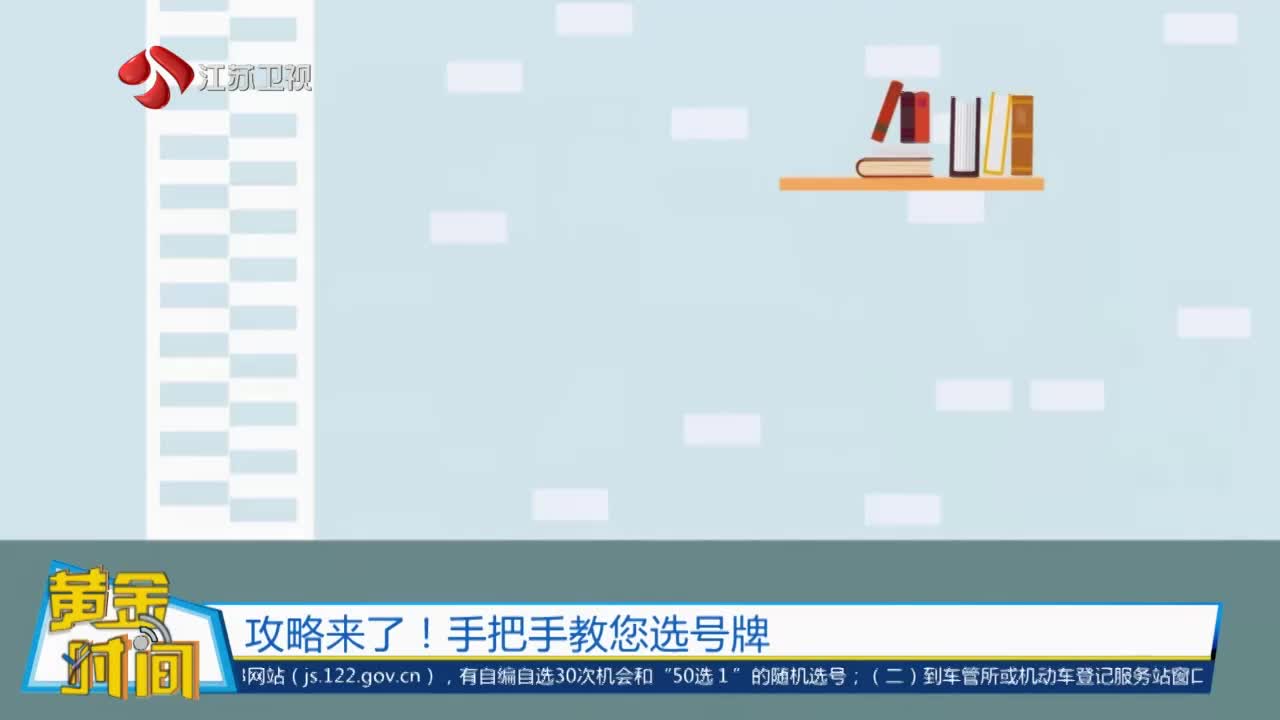 江苏卫视
攻略来了！手把手教您选号牌
黄金
时间
网站（js.122.gov.cn），有自编自选30次机会和“50选1”的随机选号；（二）到车管所或机动车登记服务站窗口